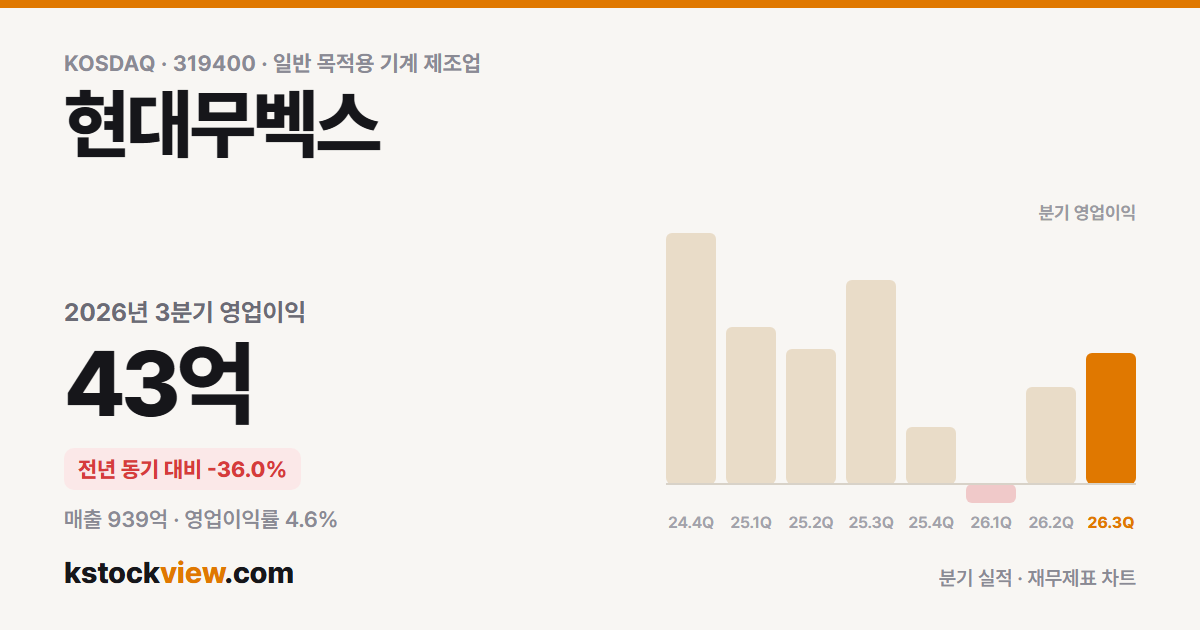 KOSDAQ · 319400 · 일반 목적용 기계 제조업
현대무벡스
분기 영업이익
2026년 3분기 영업이익
43억
전년 동기 대비 -36.0%
매출 939억 · 영업이익률 4.6%
24.4Q 25.1Q 25.2Q 25.3Q 25.4Q 26.1Q 26.2Q 26.3Q
kstockview.com
분기 실적 · 재무제표 차트